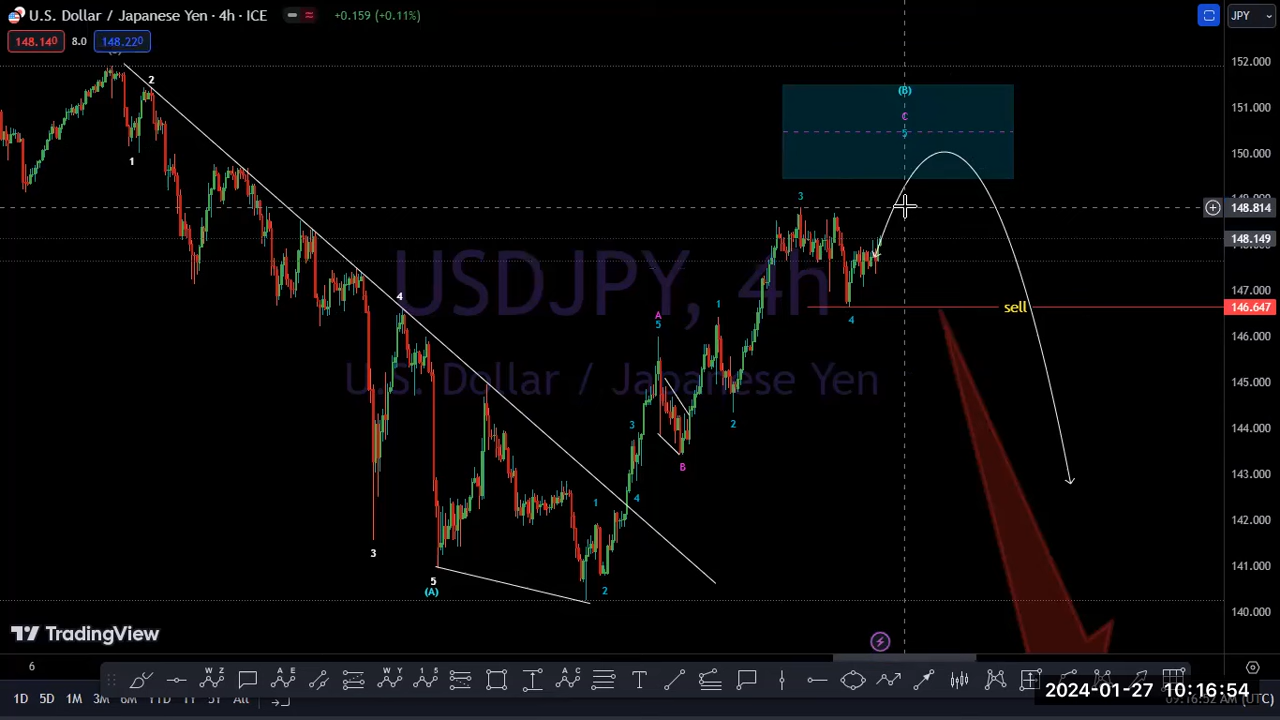 U.S. Dollar / Japanese Yen · 4h · ICE
+0.159 (+0.11%)
JPY
148.140
8.0
148.220
152.000
151.000
150.000
148.814
148.149
147.000
146.647
146.000
145.000
144.000
143.000
142.000
141.000
140.000
USDJPY, 4h
U.S. Dollar / Japanese Yen
2
1
4
3
5
(A)
1
2
3
4
A
5
B
1
2
3
4
(B)
C
5
sell
TradingView
6
W Z
A E
W Y
1 5
A C
T
2024-01-27 10:16:54
1D
5D
1M
3M
6M
YTD
1Y
5Y
All